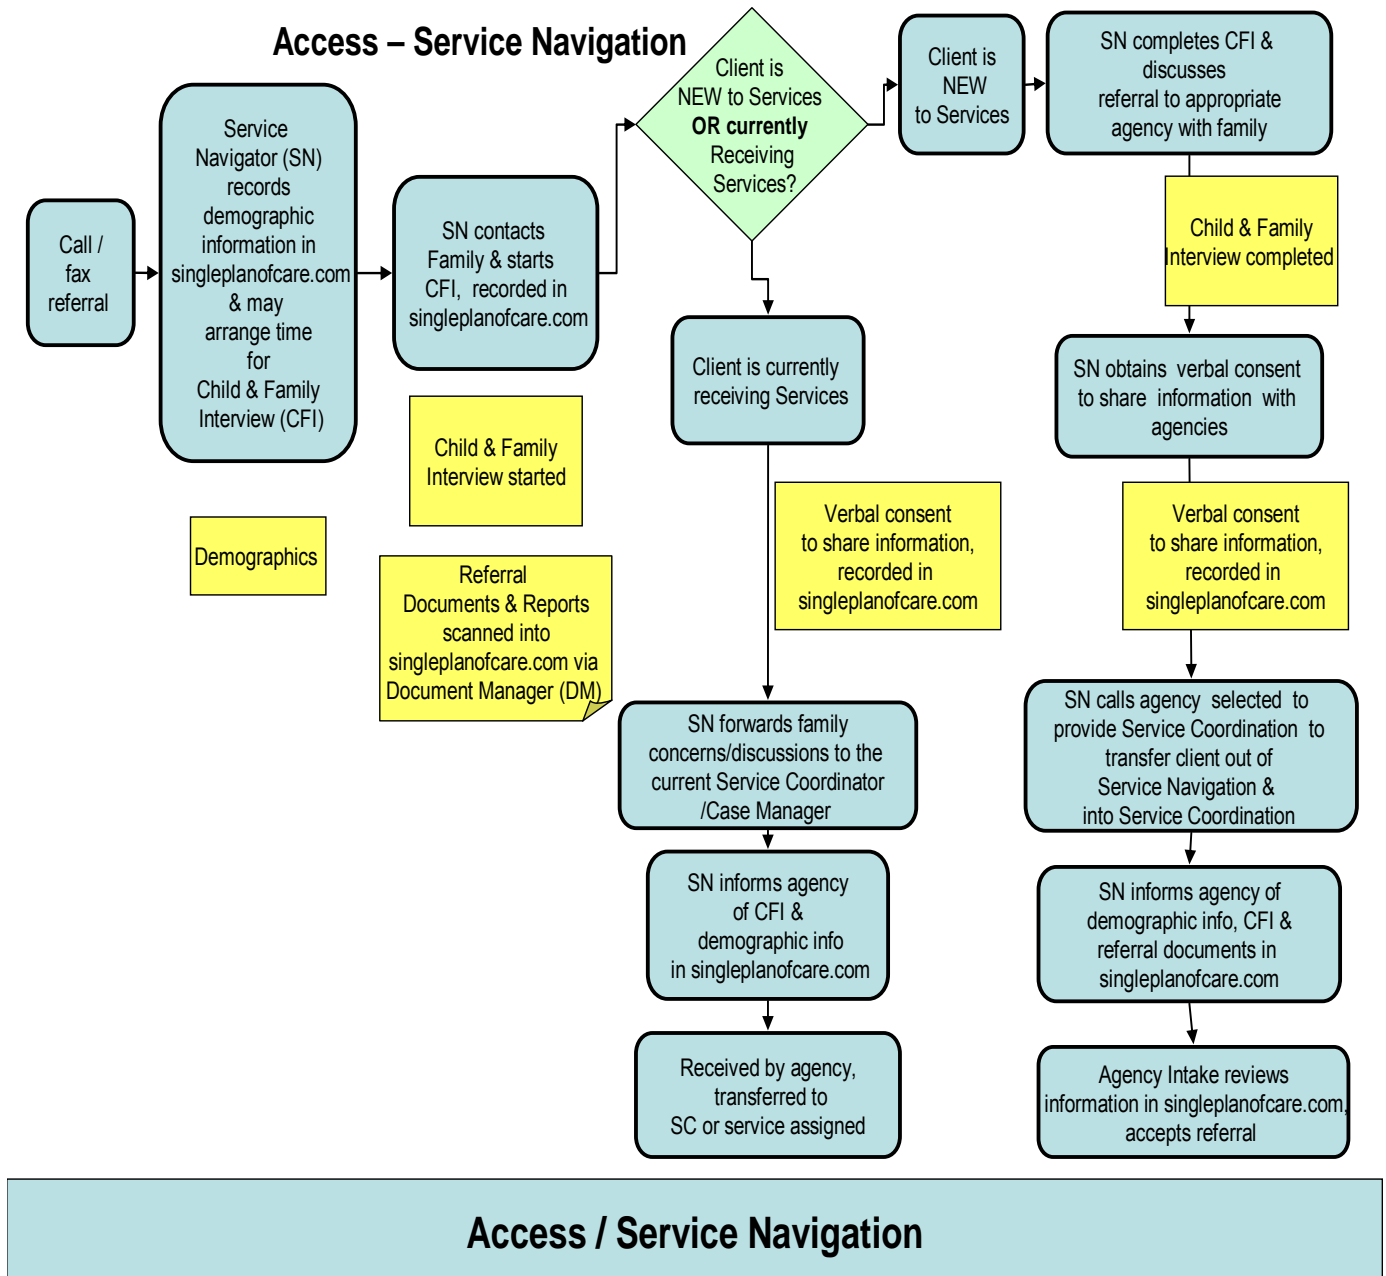 Access – Service Navigation
Call /
fax
referral
Service
Navigator (SN)
records
demographic
information in
singleplanofcare.com
& may
arrange time
for
Child & Family
Interview (CFI)
Demographics
SN contacts
Family & starts
CFI, recorded in
singleplanofcare.com
Child & Family
Interview started
Referral
Documents & Reports
scanned into
singleplanofcare.com via
Document Manager (DM)
Client is
NEW to Services
OR currently
Receiving
Services?
Client is currently
receiving Services
Verbal consent
to share information,
recorded in
singleplanofcare.com
SN forwards family
concerns/discussions to the
current Service Coordinator
/Case Manager
SN informs agency
of CFI &
demographic info
in singleplanofcare.com
Received by agency,
transferred to
SC or service assigned
Client is
NEW
to Services
SN completes CFI &
discusses
referral to appropriate
agency with family
Child & Family
Interview completed
SN obtains verbal consent
to share information with
agencies
Verbal consent
to share information,
recorded in
singleplanofcare.com
SN calls agency selected to
provide Service Coordination to
transfer client out of
Service Navigation &
into Service Coordination
SN informs agency of
demographic info, CFI &
referral documents in
singleplanofcare.com
Agency Intake reviews
information in singleplanofcare.com,
accepts referral
Access / Service Navigation